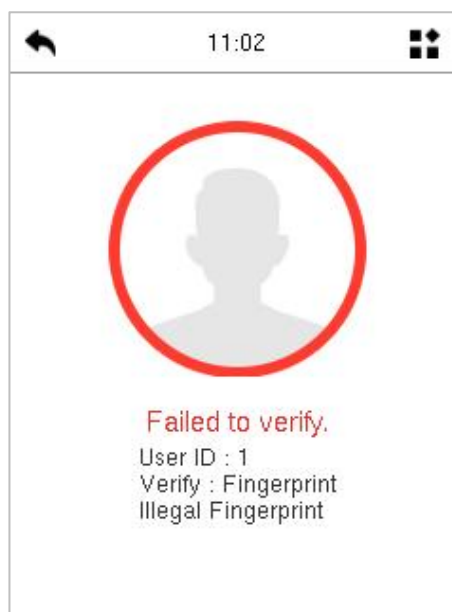 11:02
Failed to verify.
User ID : 1
Verify : Fingerprint
Illegal Fingerprint